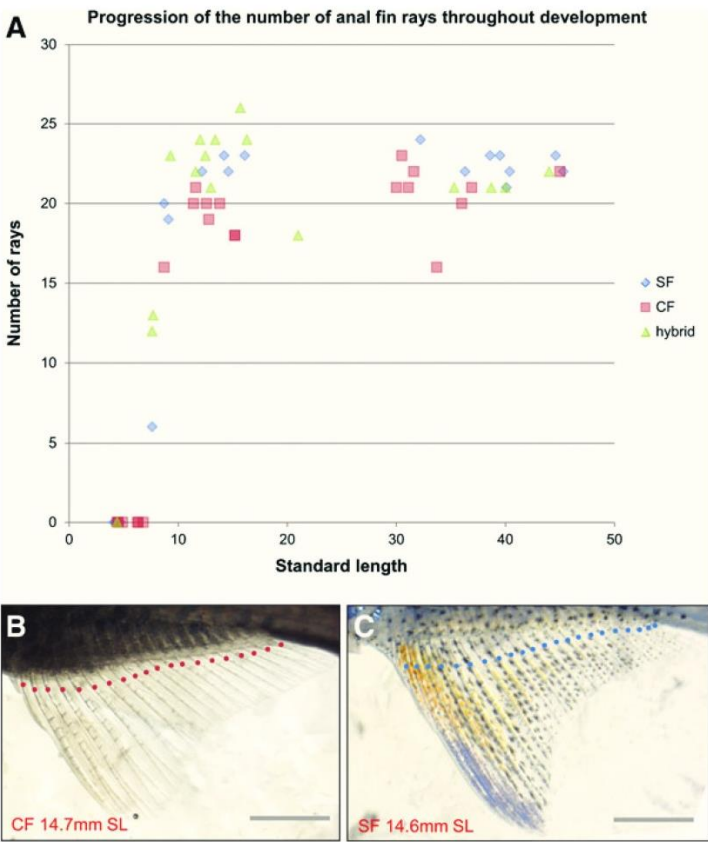 A
Progression of the number of anal fin rays throughout development
30
25
20
15
10
5
0
Number of rays
0 10 20 30 40 50
Standard length
SF
CF
hybrid
B
CF 14.7mm SL
C
SF 14.6mm SL